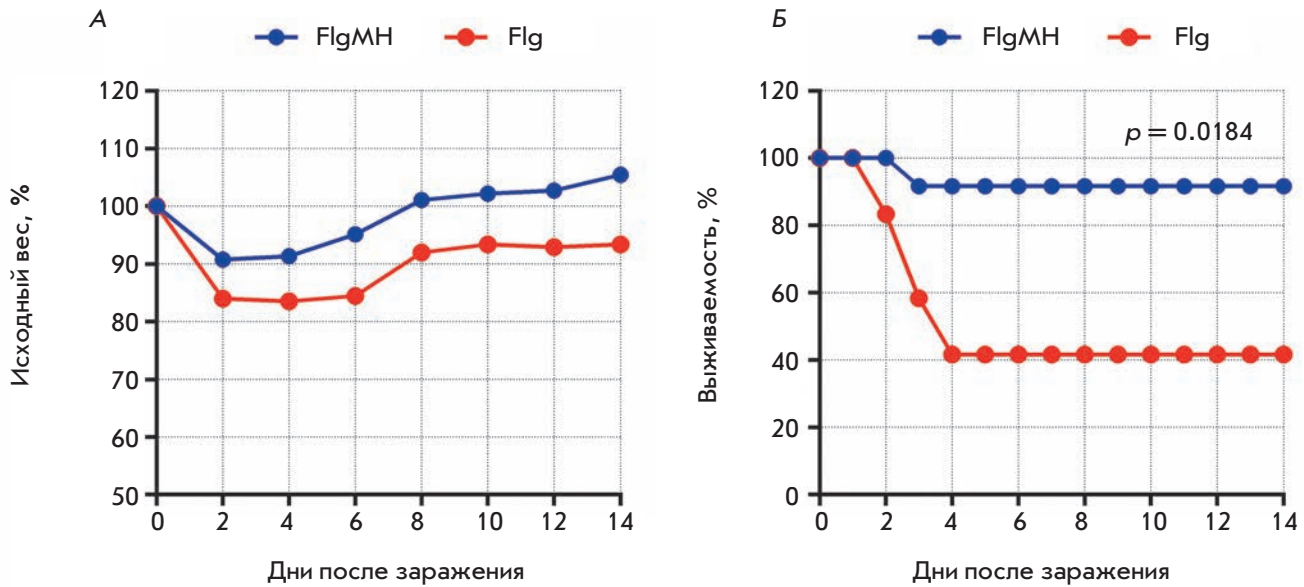 А
FlgMH Flg
Исходный вес, %
120
110
100
90
80
70
60
50
0 2 4 6 8 10 12 14
Дни после заражения
Б
FlgMH Flg
p = 0.0184
Выживаемость, %
120
100
80
60
40
20
0
0 2 4 6 8 10 12 14
Дни после заражения